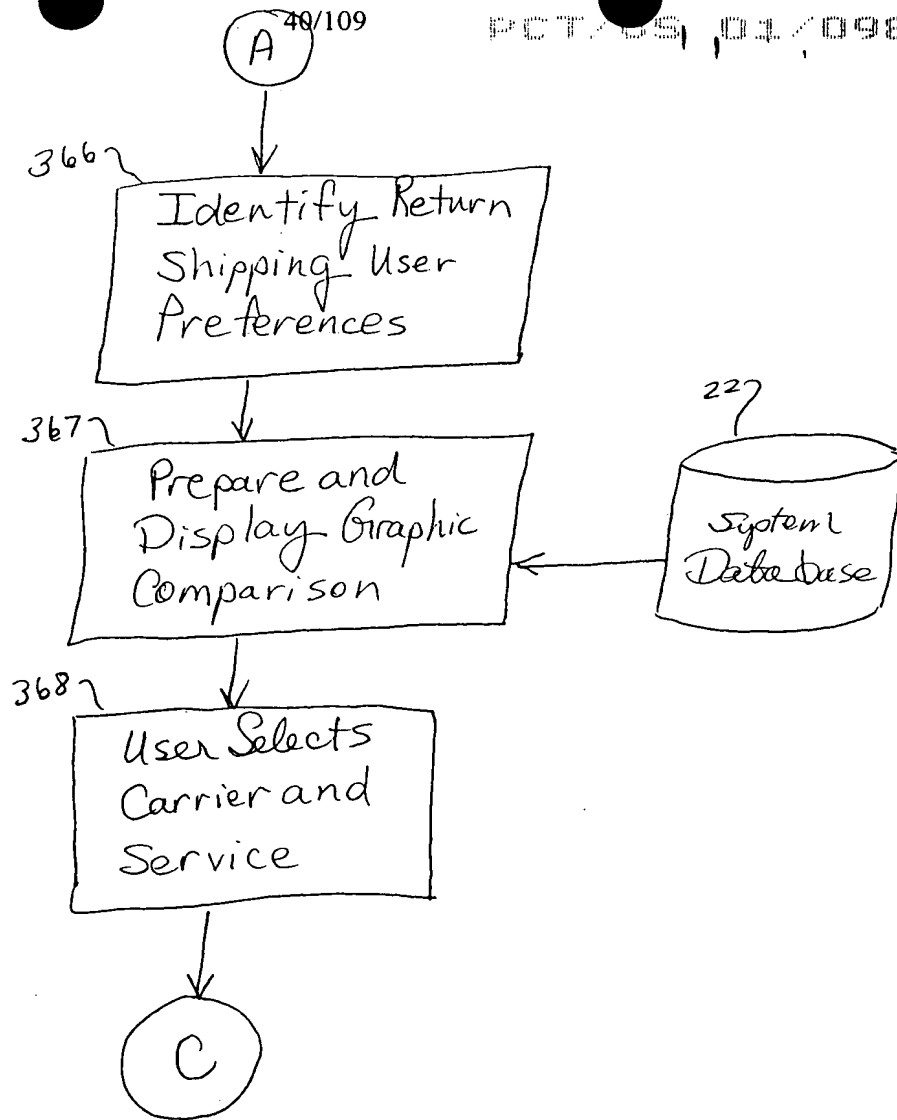 40/109
PCT/US 01/098
A
366
Identify Return
Shipping User
Preferences
367
Prepare and
Display Graphic
Comparison
227
System
Database
368
User Selects
Carrier and
Service
C